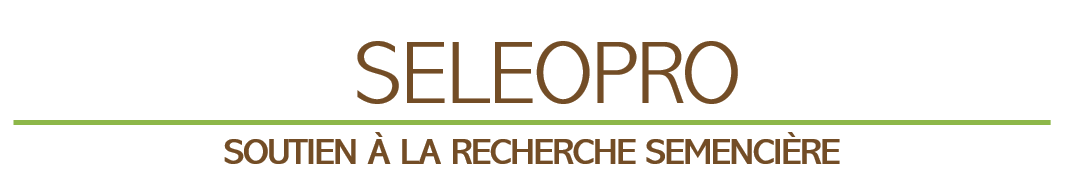 SELEOPRO
SOUTIEN À LA RECHERCHE SEMENCIÈRE